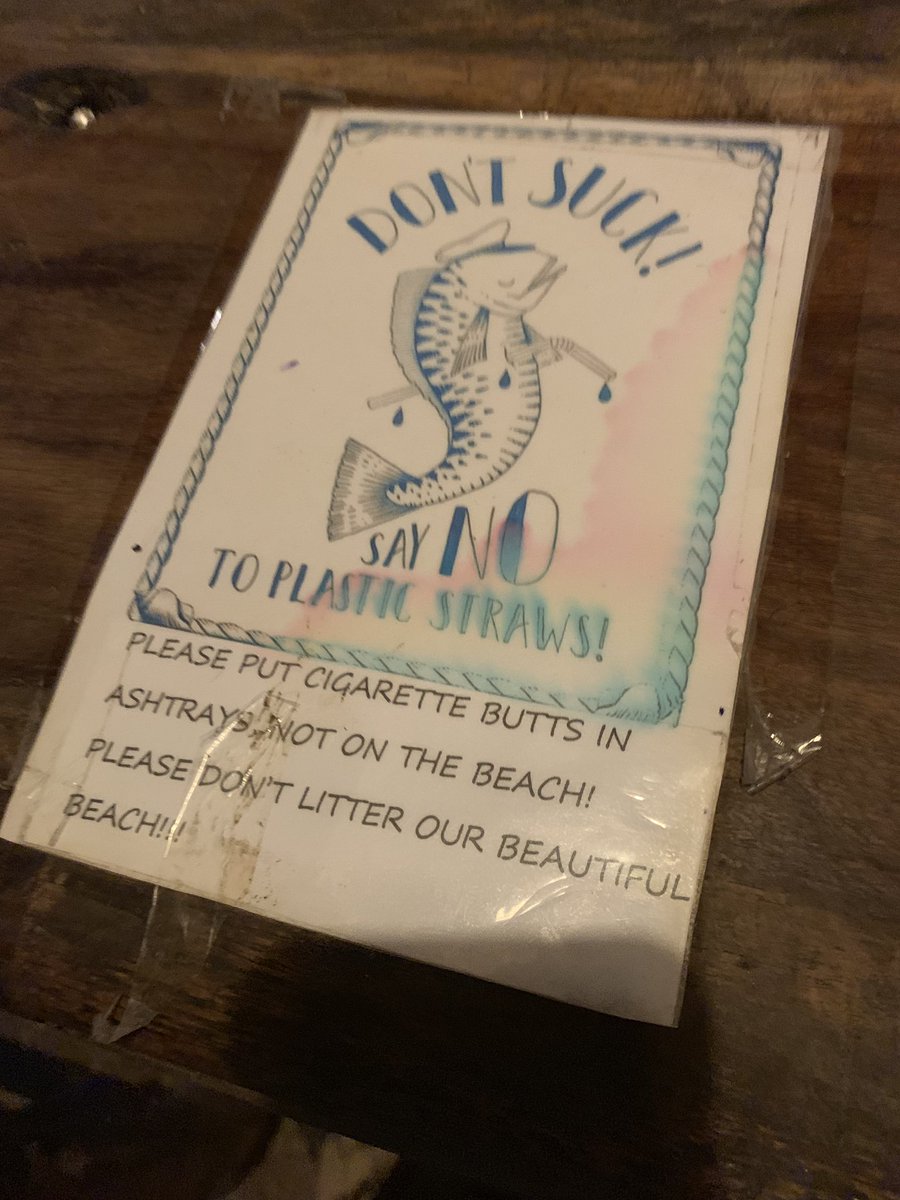 DON'T SUCK!
SAY NO
TO PLASTIC STRAWS!
PLEASE PUT CIGARETTE BUTTS IN
ASHTRAYS, NOT ON THE BEACH!
PLEASE DON'T LITTER OUR BEAUTIFUL
BEACH!!!